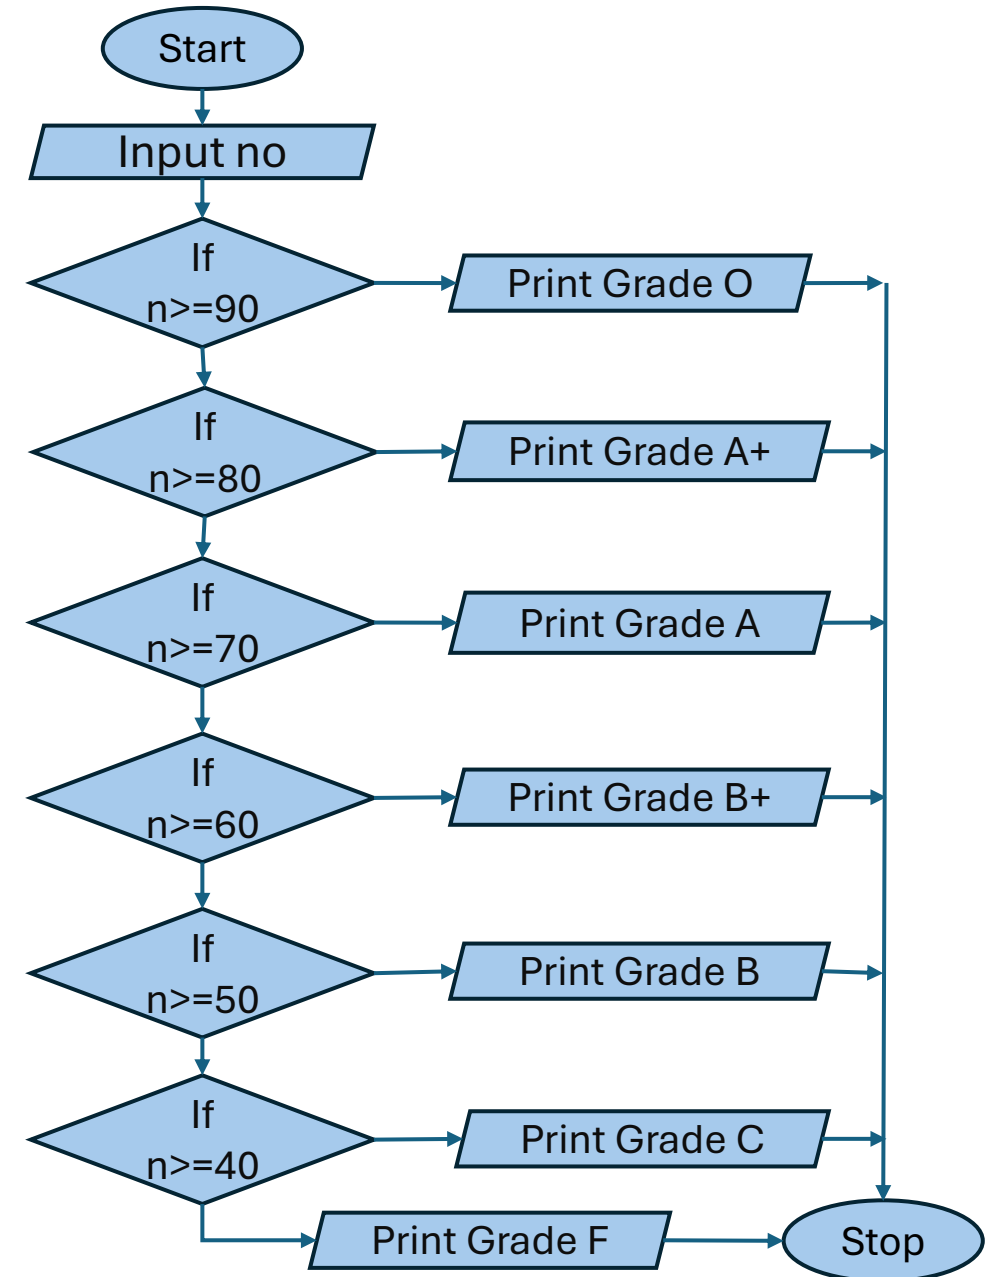 Start
Input no
If
n>=90
Print Grade O
If
n>=80
Print Grade A+
If
n>=70
Print Grade A
If
n>=60
Print Grade B+
If
n>=50
Print Grade B
If
n>=40
Print Grade C
Print Grade F
Stop